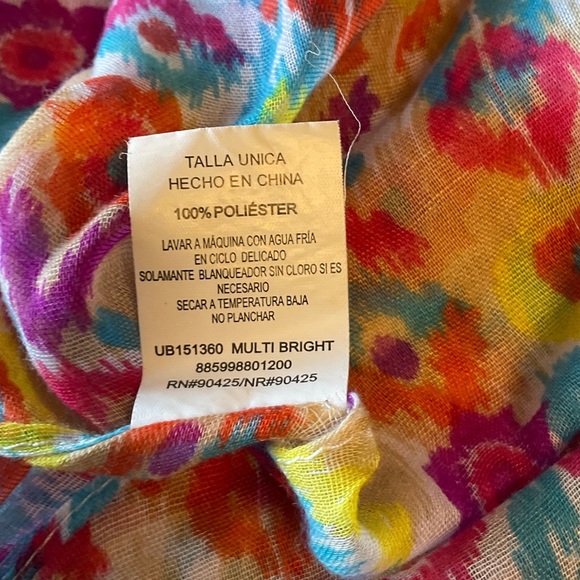 TALLA UNICA
HECHO EN CHINA
100% POLIÉSTER
LAVAR A MÁQUINA CON AGUA FRÍA
EN CICLO DELICADO
SOLAMANTE BLANQUEADOR SIN CLORO SI ES
NECESARIO
SECAR A TEMPERATURA BAJA
NO PLANCHAR
UB151360 MULTI BRIGHT
885998801200
RN#90425/NR#90425